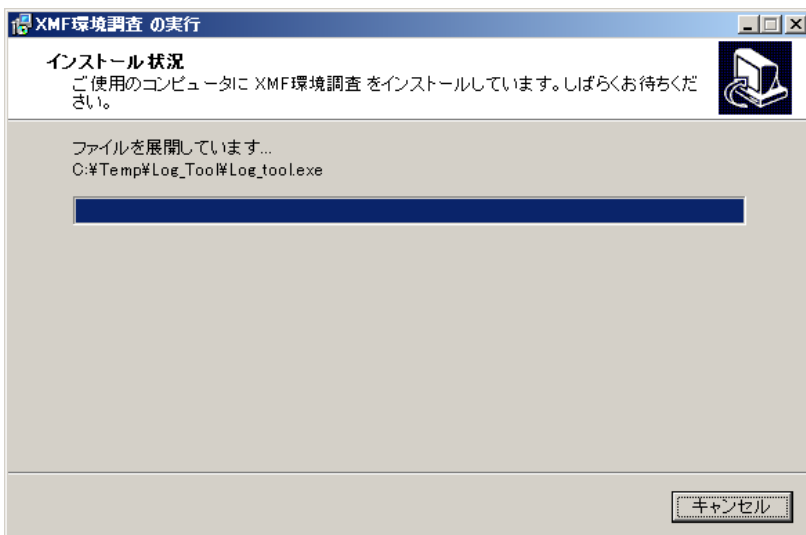 XMF環境調査 の実行
インストール状況
ご使用のコンピュータに XMF環境調査 をインストールしています。しばらくお待ちくだ
さい。
ファイルを展開しています...
C:¥Temp¥Log_Tool¥Log_tool.exe
キャンセル